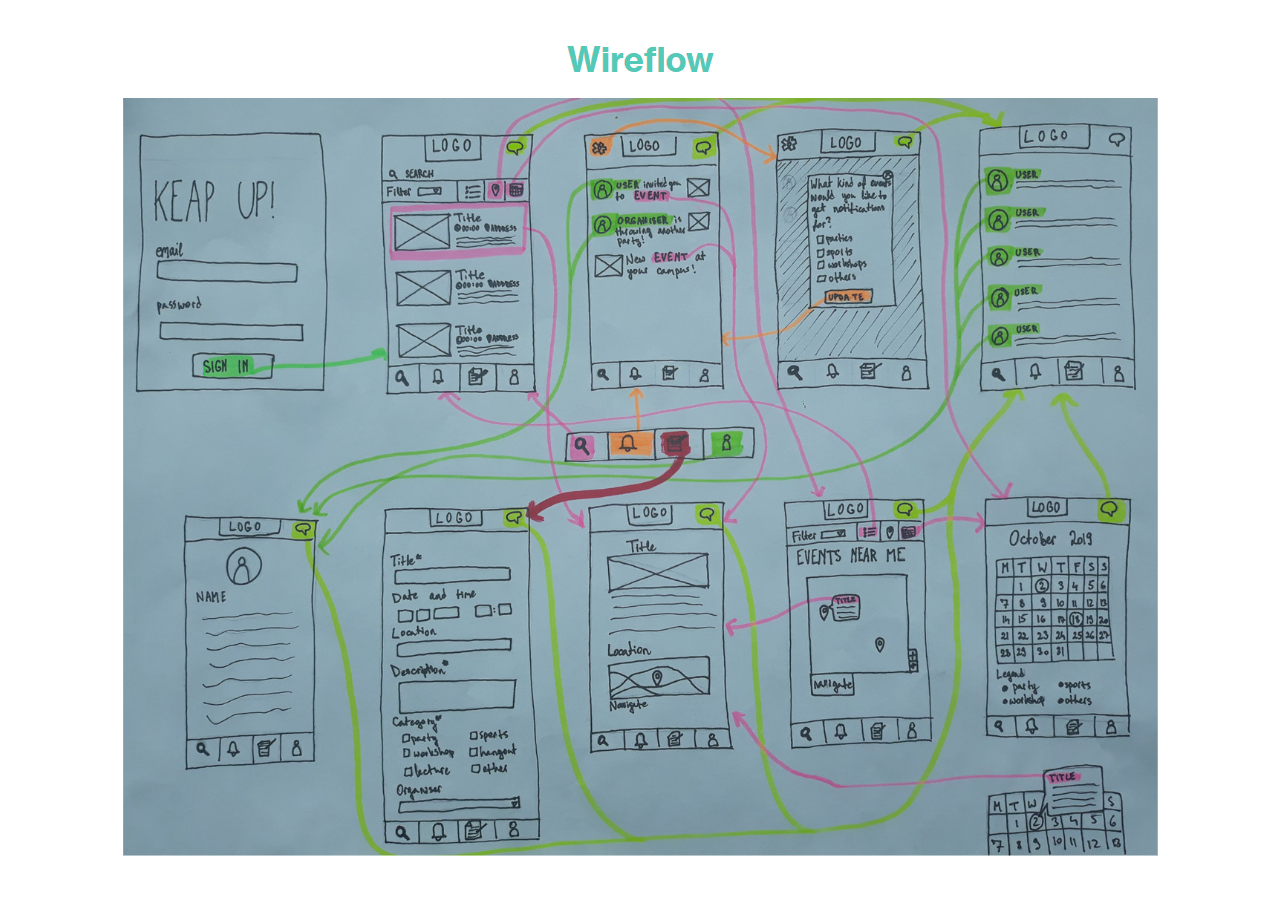 Wireflow
KEAP UP!
email
password
SIGN IN
LOGO
SEARCH
Filter
Title
@00:00 ADDRESS
Title
@00:00 ADDRESS
Title
@00:00 ADDRESS
LOGO
USER invited you
to EVENT
ORGANISER is
throwing another
party!
New EVENT at
your campus!
LOGO
What kind of events
would you like to
get notifications
for?
parties
sports
workshops
others
UPDATE
LOGO
USER
USER
USER
USER
USER
LOGO
NAME
LOGO
Title*
Date and time
:
Location
Description*
Category*
party
sports
workshop
hangout
lecture
other
Organiser
LOGO
Title
Location
Navigate
LOGO
Filter
EVENTS NEAR ME
TITLE
Navigate
LOGO
October 2019
M T W T F S S
1 2 3 4 5 6
7 8 9 10 11 12 13
14 15 16 17 18 19 20
21 22 23 24 25 26 27
28 29 30 31
Legend
party
sports
workshop
others
TITLE
M T W S
1 2 3 4 5 6
7 8 9 10 11 12 13